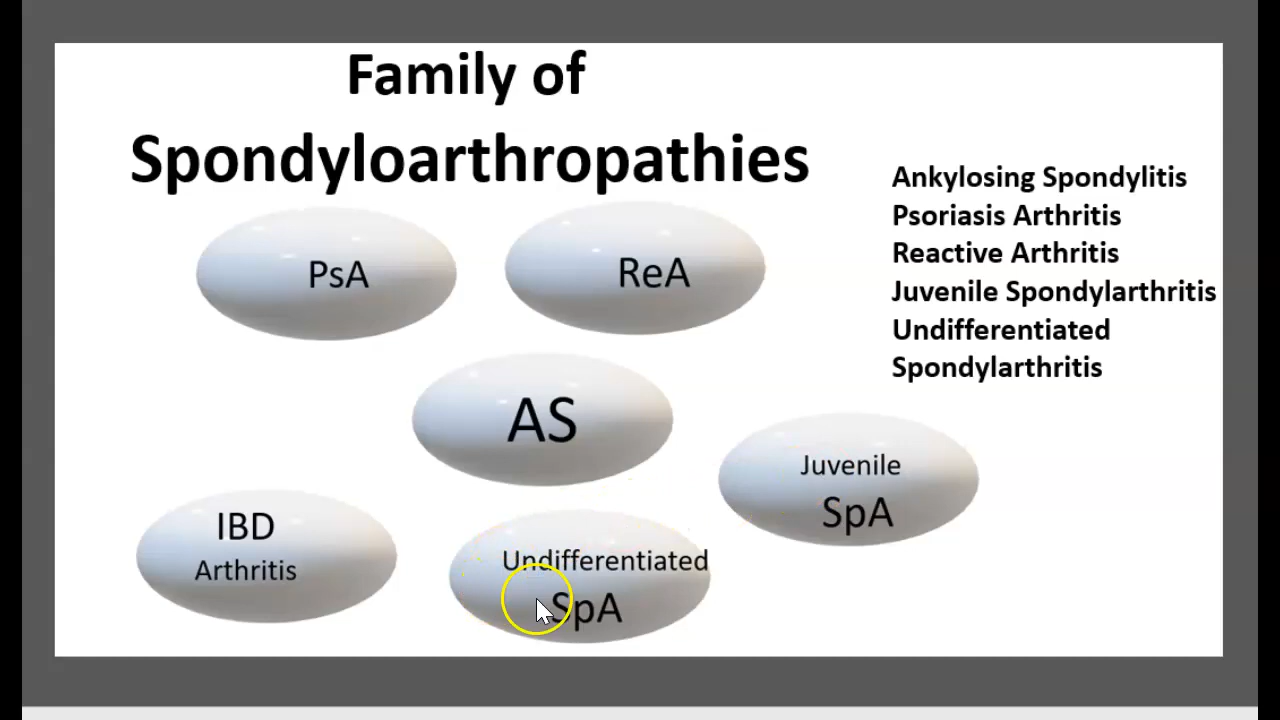 Family of
Spondyloarthropathies
Ankylosing Spondylitis
Psoriasis Arthritis
Reactive Arthritis
Juvenile Spondylarthritis
Undifferentiated
Spondylarthritis
PsA
ReA
AS
Juvenile
SpA
IBD
Arthritis
Undifferentiated
SpA